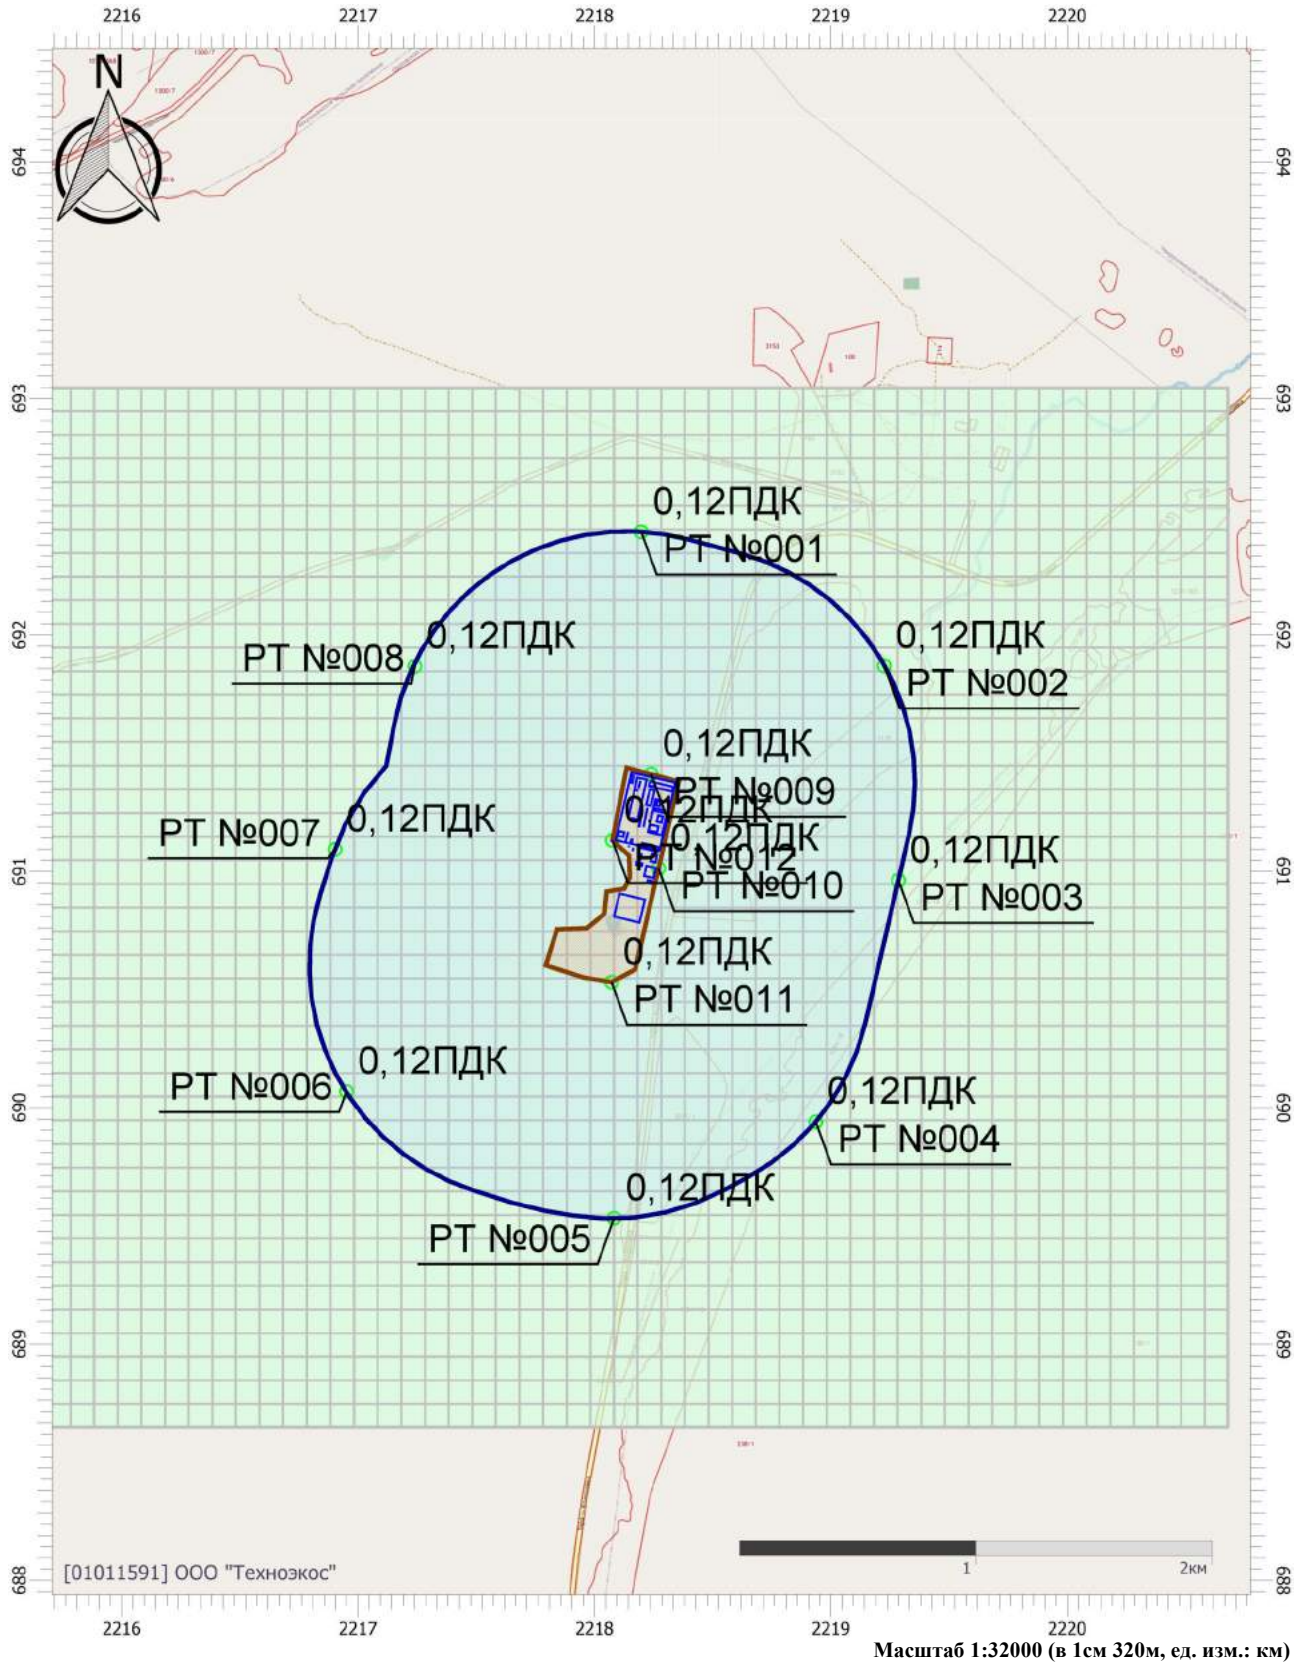 2216 2217 2218 2219 2220
N
694 694
3153
100
693 693
0,12ПДК
РТ №001
692 692
0,12ПДК
РТ №008
0,12ПДК
РТ №002
0,12ПДК
РТ №009
0,12ПДК
РТ №007
0,12ПДК
РТ №012
0,12ПДК
РТ №010
691 691
0,12ПДК
РТ №003
0,12ПДК
РТ №011
0,12ПДК
РТ №006
690 690
0,12ПДК
РТ №004
0,12ПДК
РТ №005
689 689
[01011591] ООО "Техноэкос"
1 2км
688 688
2216 2217 2218 2219 2220
Масштаб 1:32000 (в 1см 320м, ед. изм.: км)